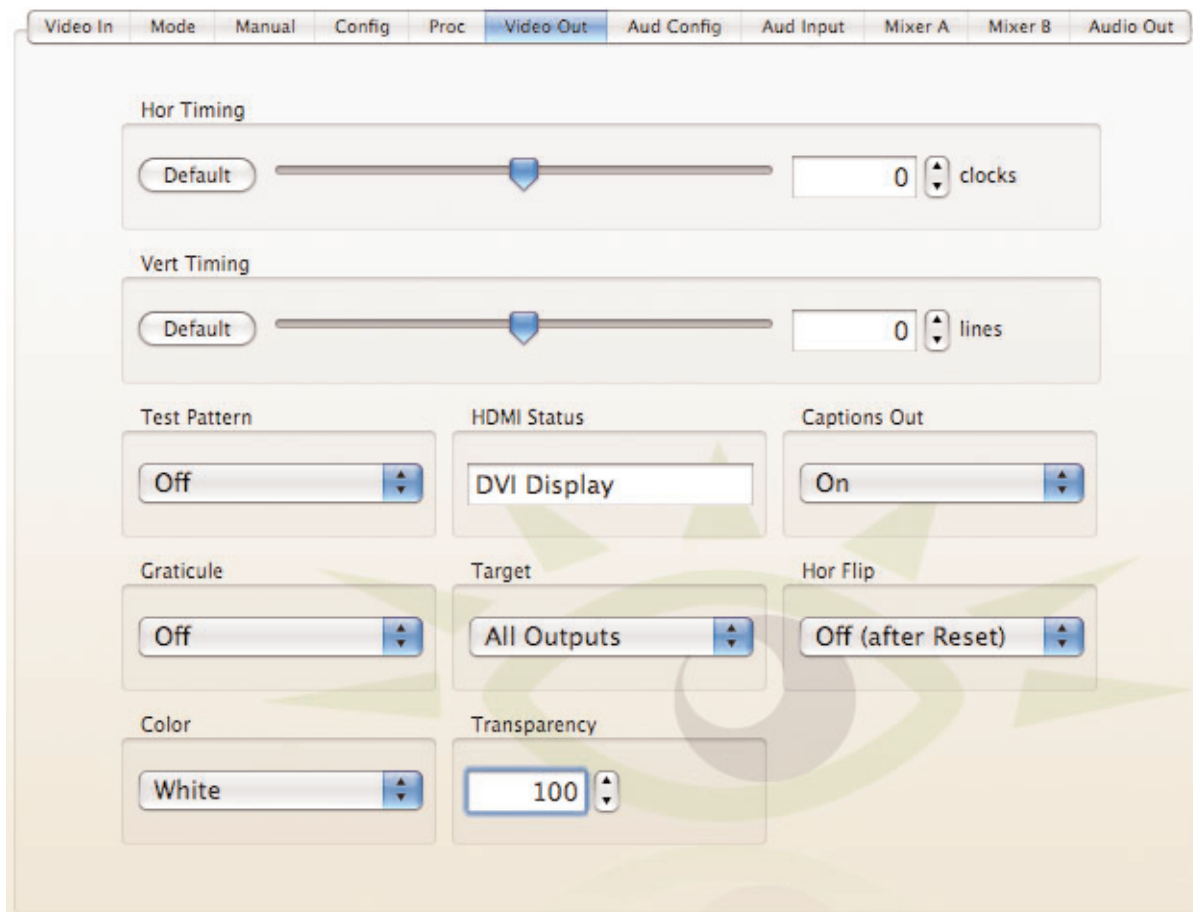 Video In Mode Manual Config Proc Video Out Aud Config Aud Input Mixer A Mixer B Audio Out
Hor Timing
Default 0 clocks
Vert Timing
Default 0 lines
Test Pattern HDMI Status Captions Out
Off DVI Display On
Graticule Target Hor Flip
Off All Outputs Off (after Reset)
Color Transparency
White 100